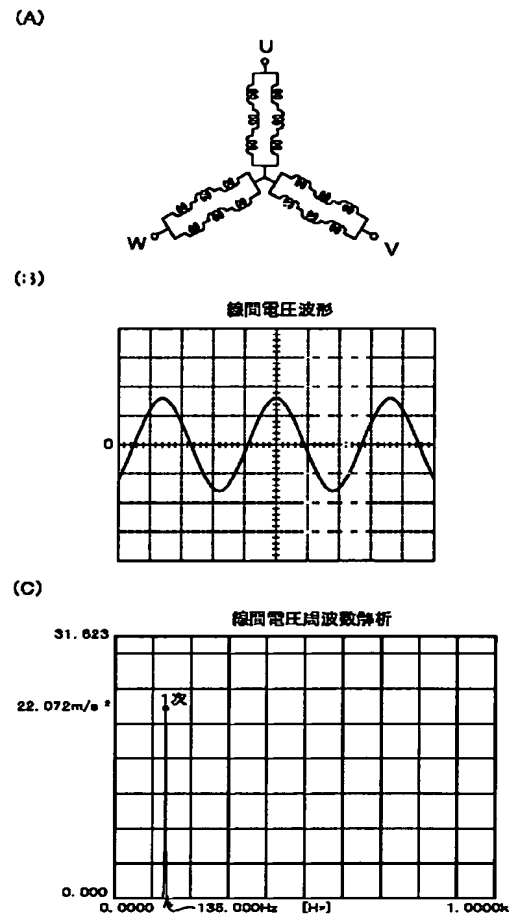 (A)
U
W
V
(B)
線間電圧波形
0
(C)
線間電圧周波数解析
31.623
22.072m/s²
1次
0.000
0.0000
135.000Hz
[Hz]
1.0000k